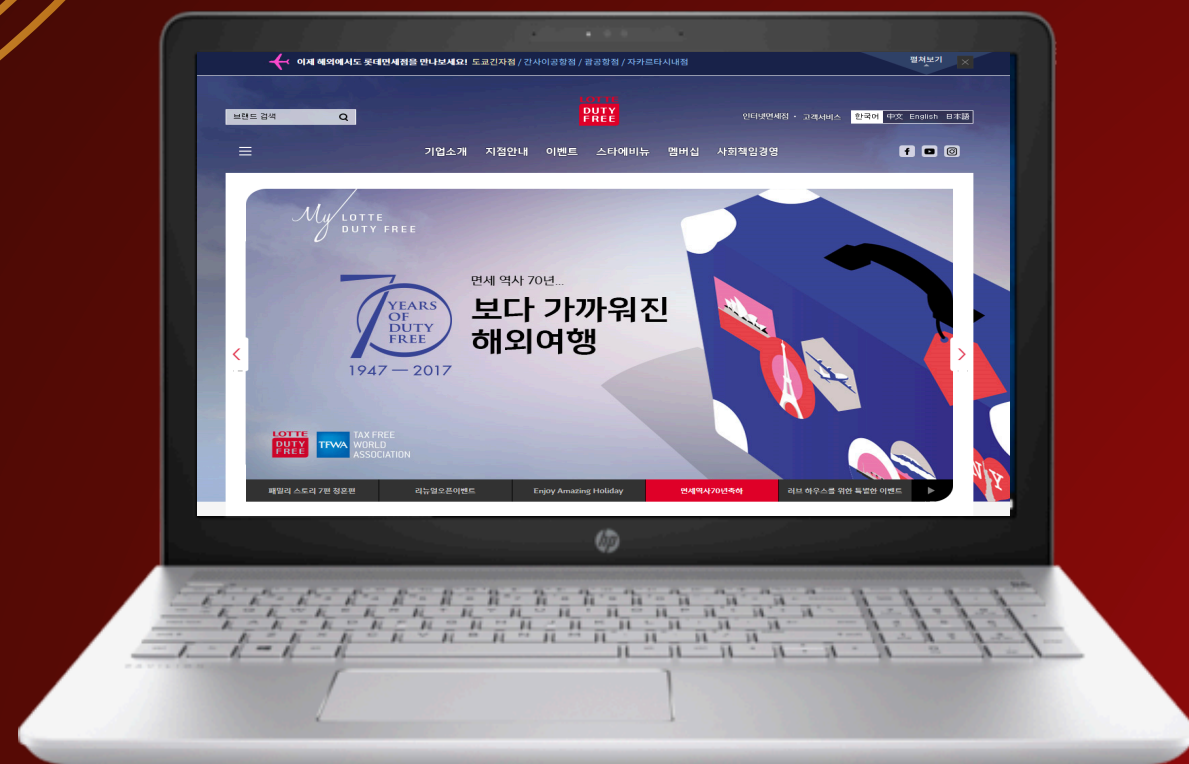 이제 해외에서도 롯데면세점을 만나보세요! 도쿄긴자점 / 간사이공항점 / 괌공항점 / 자카르타시내점
펼쳐보기
브랜드 검색
LOTTE
DUTY
FREE
인터넷면세점 · 고객서비스 한국어 中文 English 日本語
기업소개 지점안내 이벤트 스타에비뉴 멤버십 사회책임경영
My LOTTE
DUTY FREE
70
YEARS
OF
DUTY
FREE
1947 — 2017
면세 역사 70년...
보다 가까워진
해외여행
LOTTE
DUTY
FREE
TFWA
TAX FREE
WORLD
ASSOCIATION
NY
패밀리 스토리 7편 정혼편 리뉴얼오픈이벤트 Enjoy Amazing Holiday 면세역사70년축하 러브 하우스를 위한 특별한 이벤트
hp
PAVILION